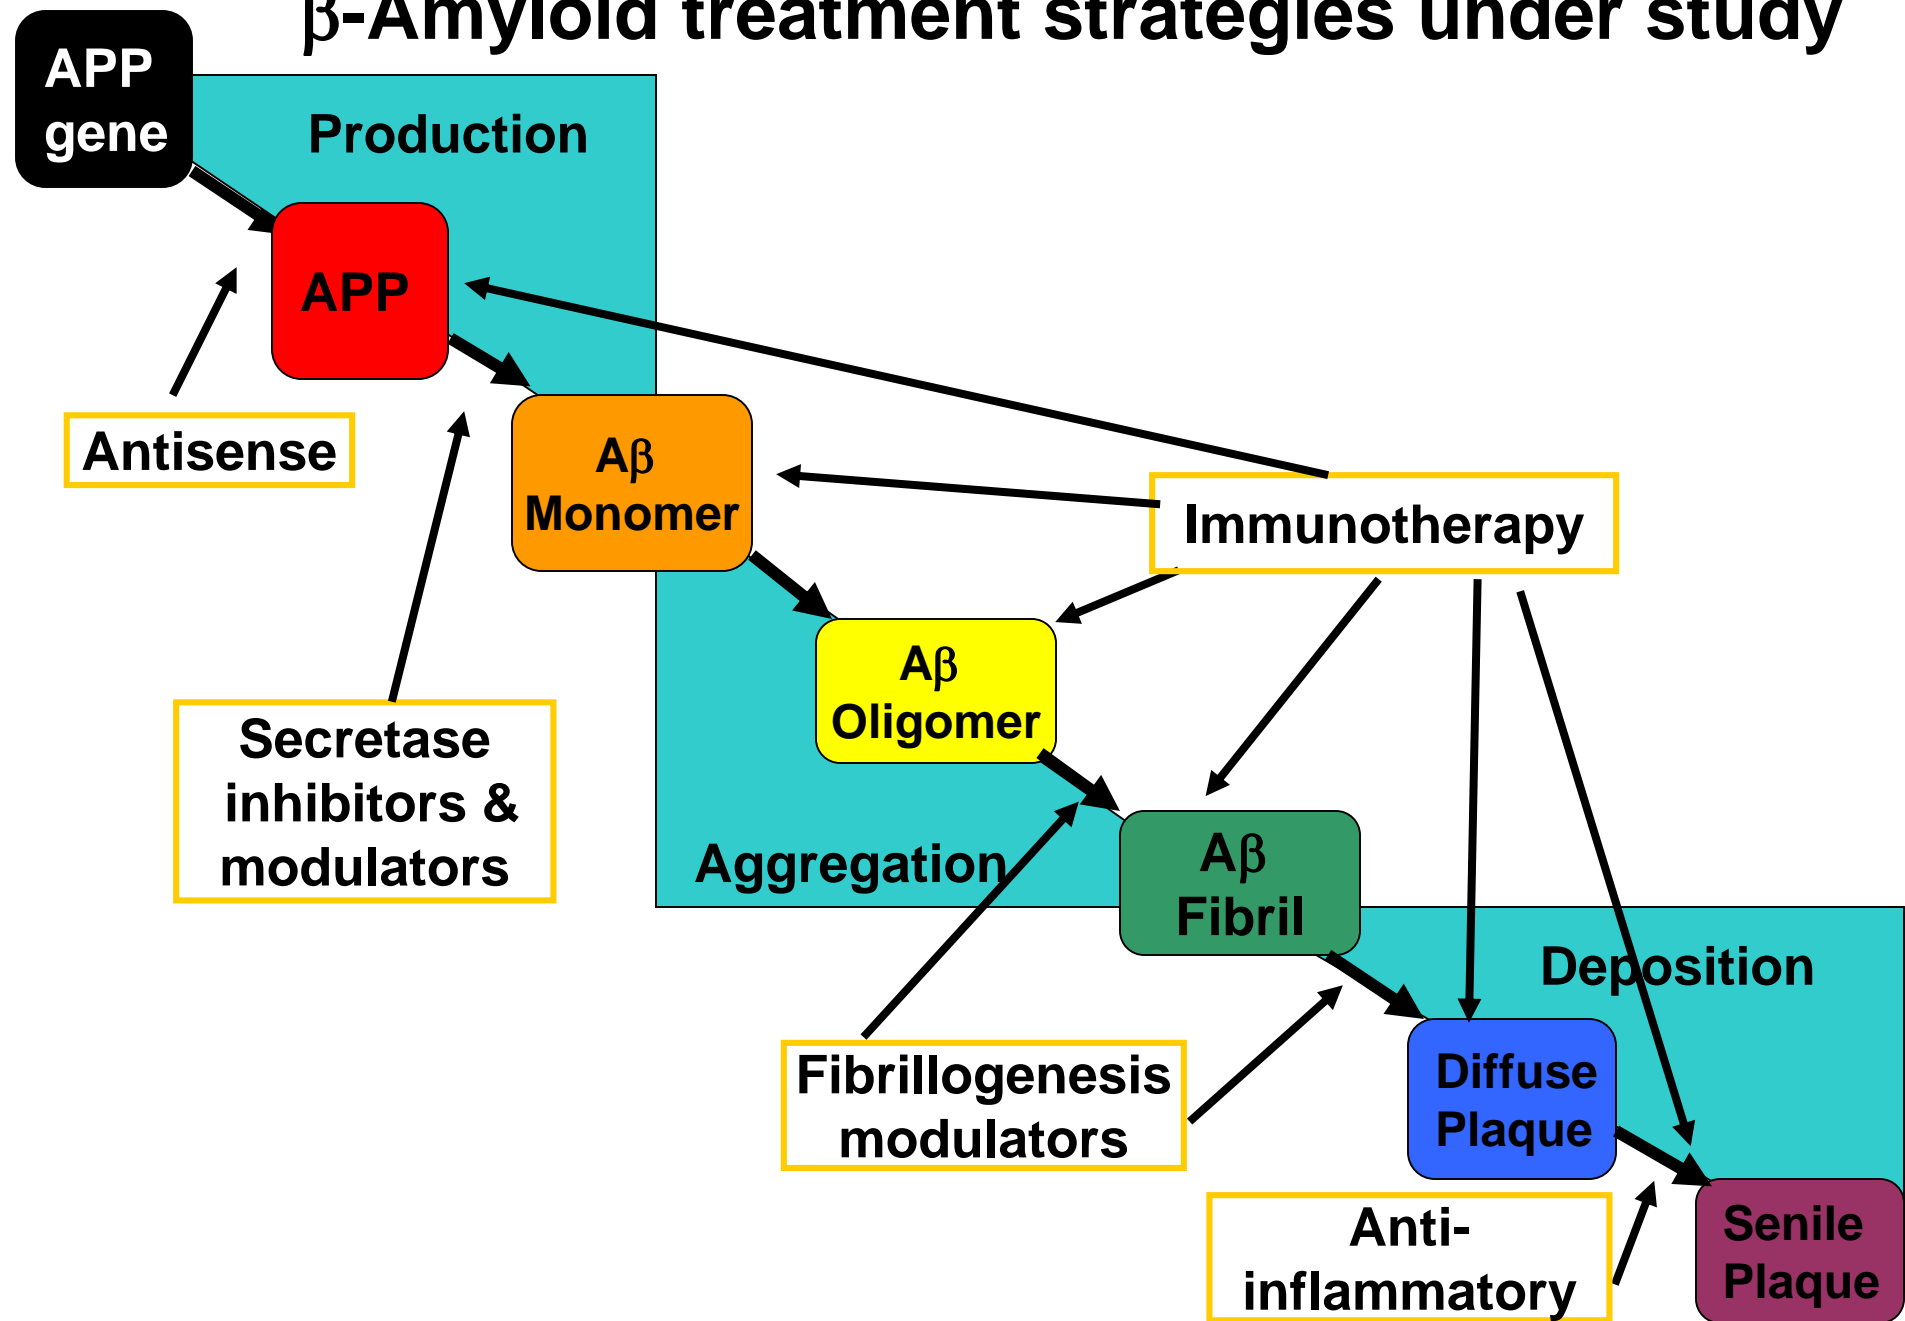 β-Amyloid treatment strategies under study
APP
gene
Production
APP
Antisense
Aβ
Monomer
Immunotherapy
Aβ
Oligomer
Secretase
inhibitors &
modulators
Aggregation
Aβ
Fibril
Deposition
Fibrillogenesis
modulators
Diffuse
Plaque
Anti-
inflammatory
Senile
Plaque